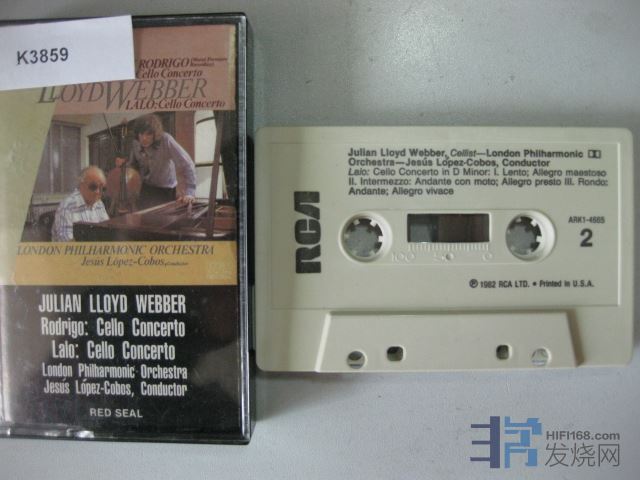 K3859
RODRIGO (World Premiere
Recording)
Cello Concerto
LLOYD WEBBER
LALO: Cello Concerto
LONDON PHILHARMONIC ORCHESTRA
Jesús López-Cobos, Conductor
JULIAN LLOYD WEBBER
Rodrigo: Cello Concerto
Lalo: Cello Concerto
London Philharmonic Orchestra
Jesús López-Cobos, Conductor
RED SEAL
Julian Lloyd Webber, Cellist—London Philharmonic
Orchestra—Jesús López-Cobos, Conductor
Lalo: Cello Concerto in D Minor: I. Lento; Allegro maestoso
II. Intermezzo: Andante con moto; Allegro presto III. Rondo:
Andante; Allegro vivace
RCA
ARK1-4665
2
100 50 0
℗ 1982 RCA LTD. • Printed in U.S.A.
HIFI168.com
发烧网